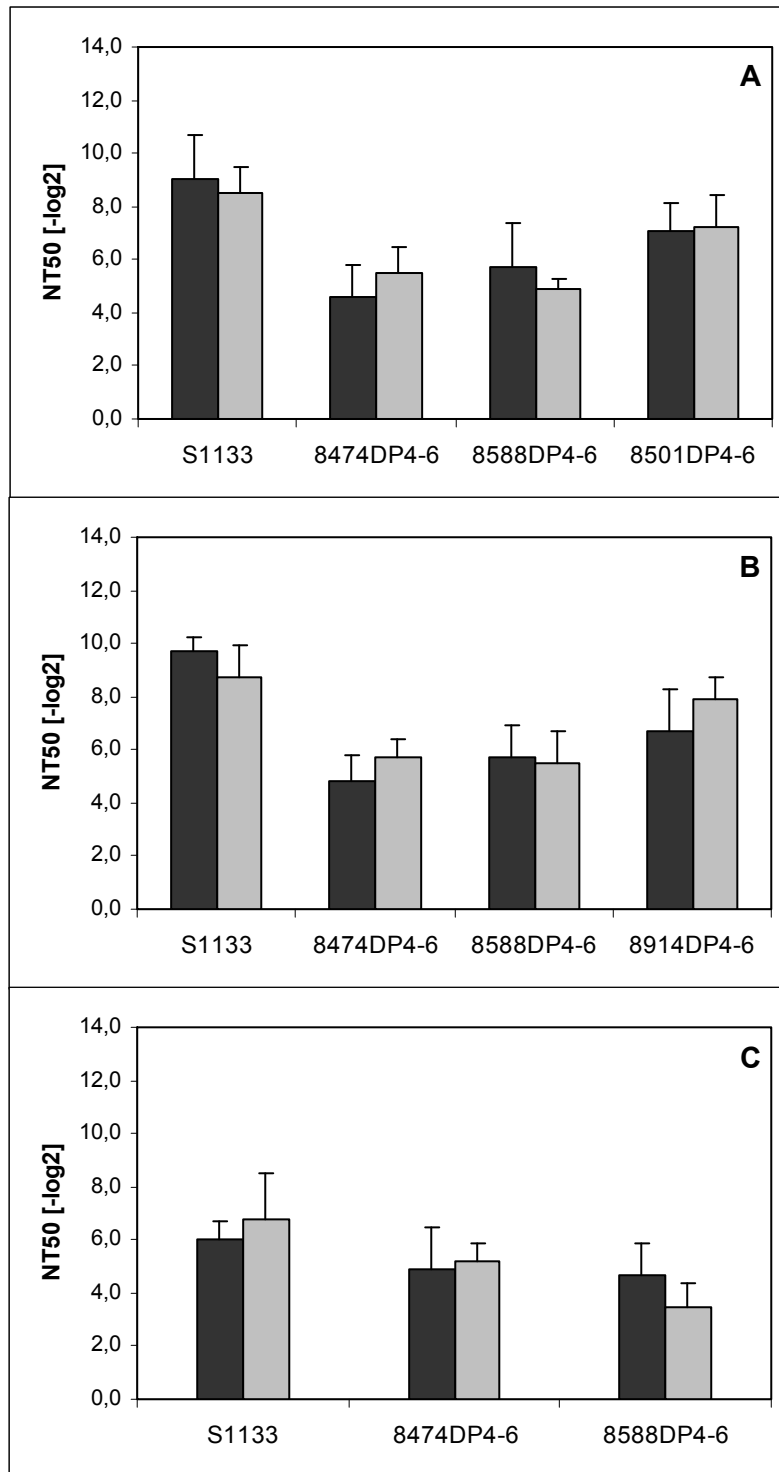 A
NT50 [-log2]
14,0
12,0
10,0
8,0
6,0
4,0
2,0
0,0
S1133 8474DP4-6 8588DP4-6 8501DP4-6
B
NT50 [-log2]
14,0
12,0
10,0
8,0
6,0
4,0
2,0
0,0
S1133 8474DP4-6 8588DP4-6 8914DP4-6
C
NT50 [-log2]
14,0
12,0
10,0
8,0
6,0
4,0
2,0
0,0
S1133 8474DP4-6 8588DP4-6